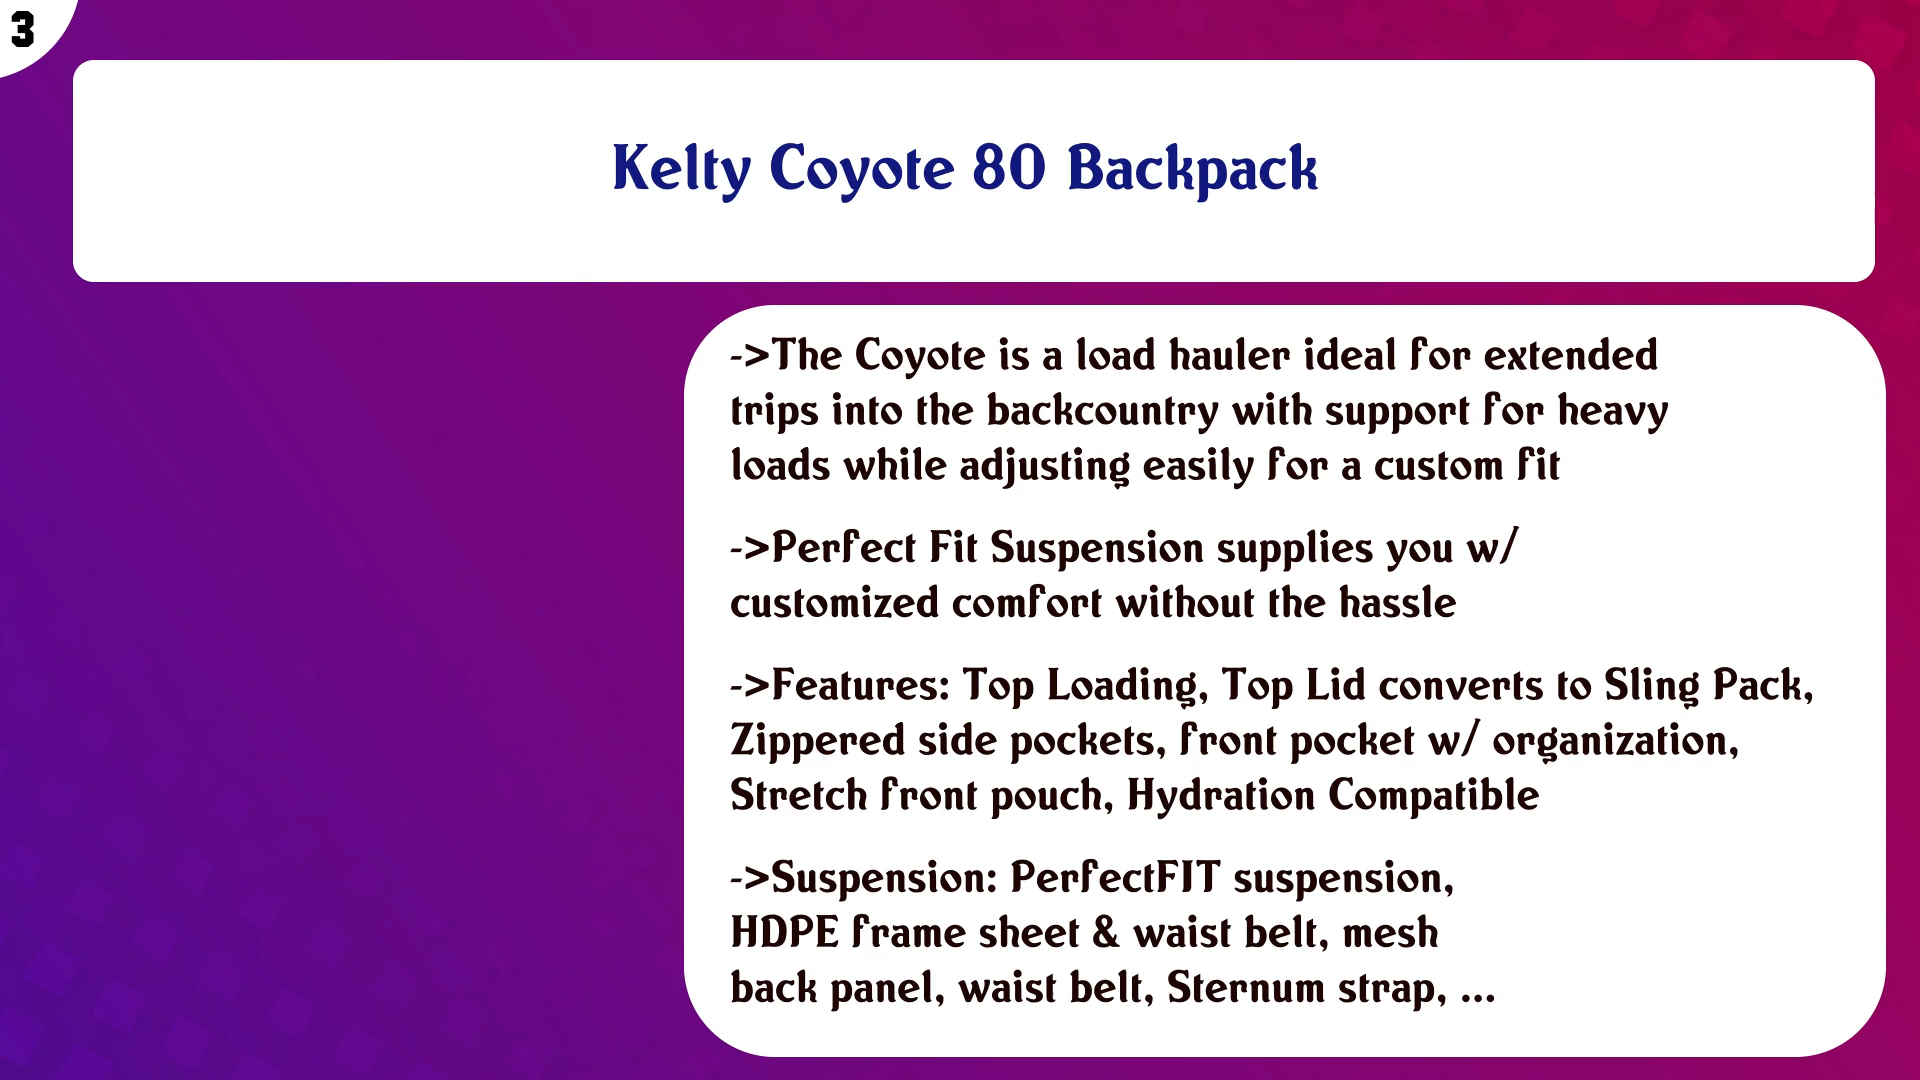 3
Kelty Coyote 80 Backpack
->The Coyote is a load hauler ideal for extended
trips into the backcountry with support for heavy
loads while adjusting easily for a custom fit
->Perfect Fit Suspension supplies you w/
customized comfort without the hassle
->Features: Top Loading, Top Lid converts to Sling Pack,
Zippered side pockets, front pocket w/ organization,
Stretch front pouch, Hydration Compatible
->Suspension: PerfectFIT suspension,
HDPE frame sheet & waist belt, mesh
back panel, waist belt, Sternum strap, ...